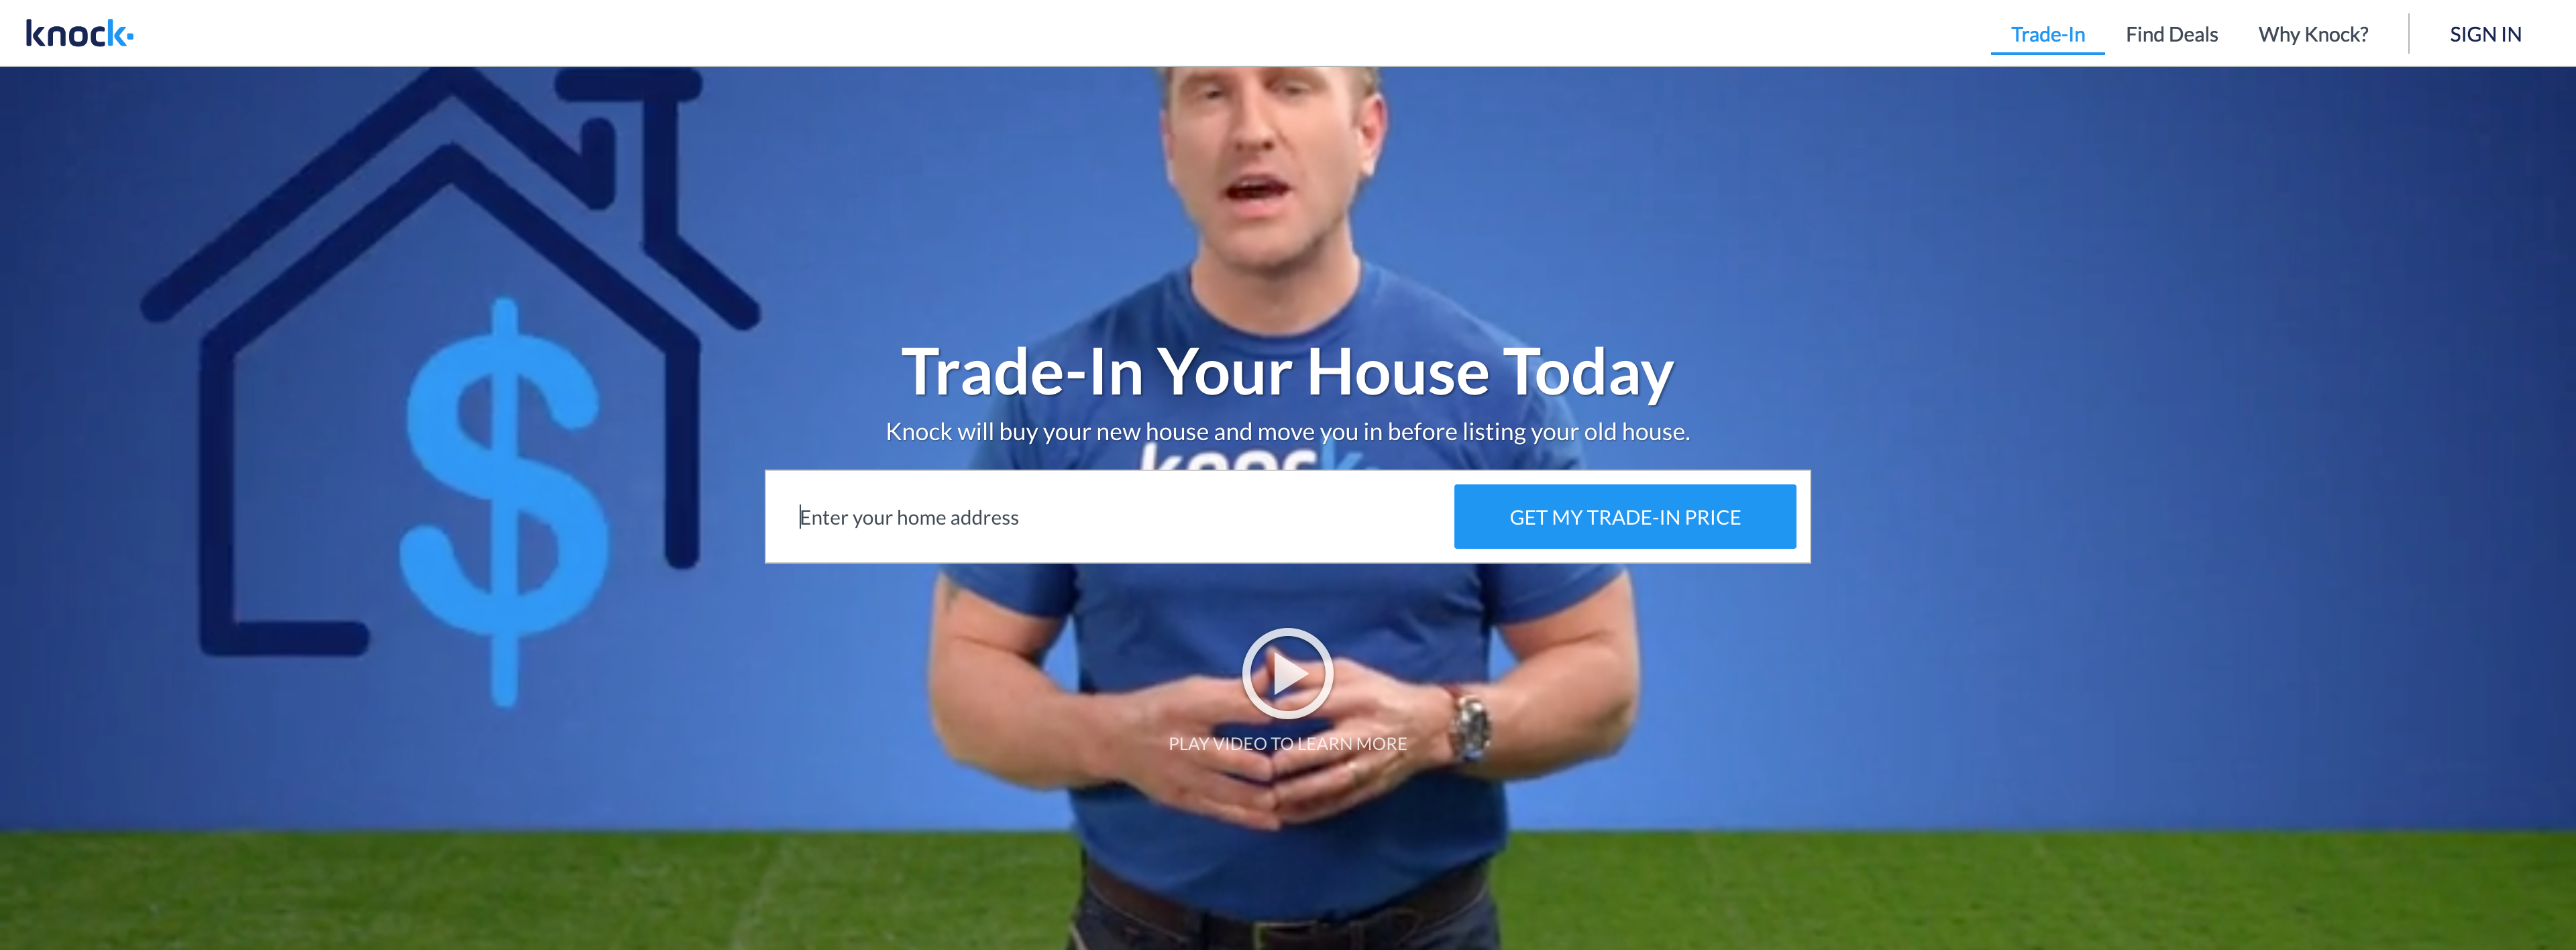 knock
Trade-In
Find Deals
Why Knock?
SIGN IN
$
Trade-In Your House Today
Knock will buy your new house and move you in before listing your old house.
knock
Enter your home address
GET MY TRADE-IN PRICE
PLAY VIDEO TO LEARN MORE